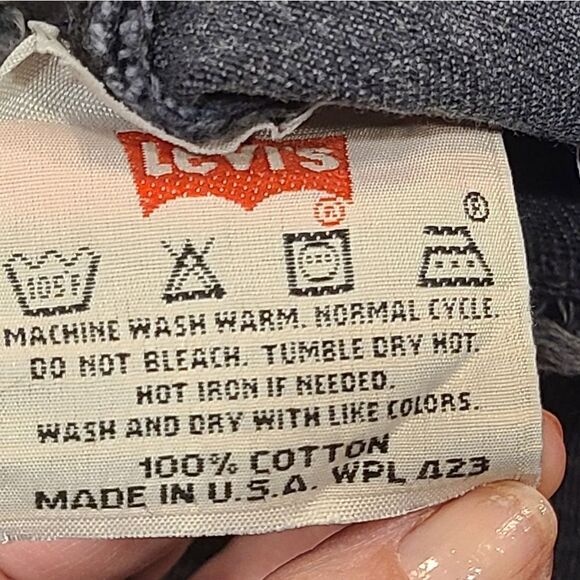 Levi's
®
®
105F
MACHINE WASH WARM. NORMAL CYCLE.
DO NOT BLEACH. TUMBLE DRY HOT.
HOT IRON IF NEEDED.
WASH AND DRY WITH LIKE COLORS.
100% COTTON
MADE IN U.S.A. WPL 423